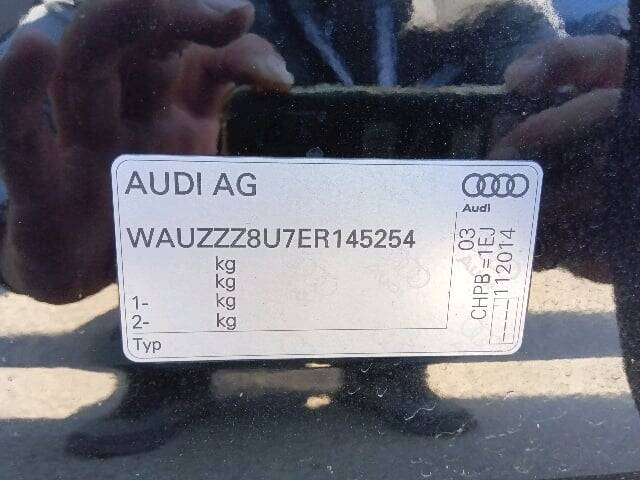 AUDI AG
Audi
WAUZZZ8U7ER145254
kg
kg
1- kg
2- kg
Typ
03
CHPB =1EJ
----112014